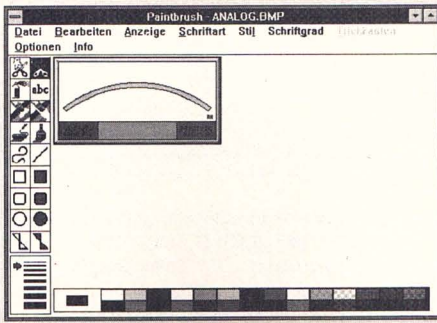 Paintbrush - ANALOG.BMP
Datei Bearbeiten Anzeige Schriftart Stil Schriftgrad
Optionen Info
abc